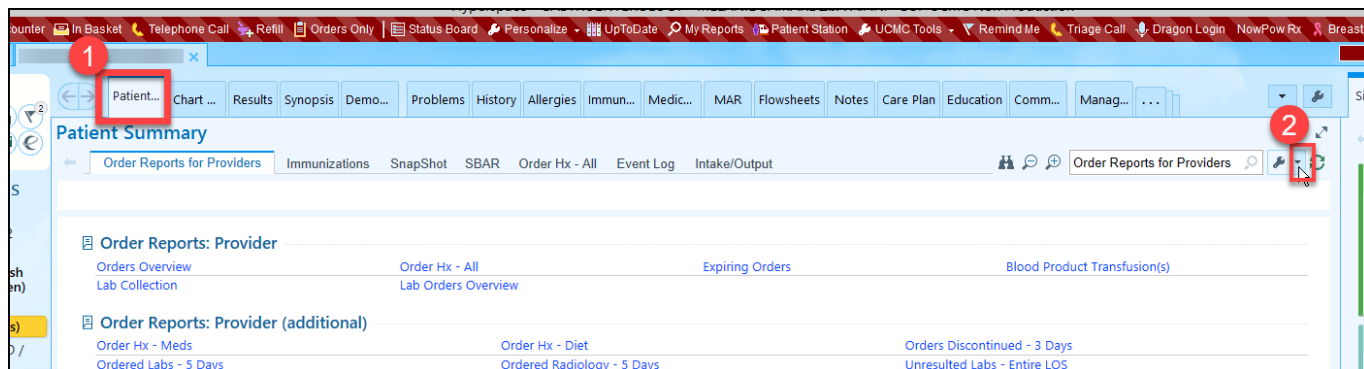 counter In Basket Telephone Call Refill Orders Only Status Board Personalize UpToDate My Reports Patient Station UCMC Tools Remind Me Triage Call Dragon Login NowPow Rx Breast
1
Patient... Chart ... Results Synopsis Demo... Problems History Allergies Immun... Medic... MAR Flowsheets Notes Care Plan Education Comm... Manag... ...
2
Patient Summary
2
Order Reports for Providers Immunizations SnapShot SBAR Order Hx - All Event Log Intake/Output Order Reports for Providers
S
Order Reports: Provider
Orders Overview Order Hx - All Expiring Orders Blood Product Transfusion(s)
Lab Collection Lab Orders Overview
Order Reports: Provider (additional)
Order Hx - Meds Order Hx - Diet Orders Discontinued - 3 Days
Ordered Labs - 5 Days Ordered Radiology - 5 Days Unresulted Labs - Entire LOS